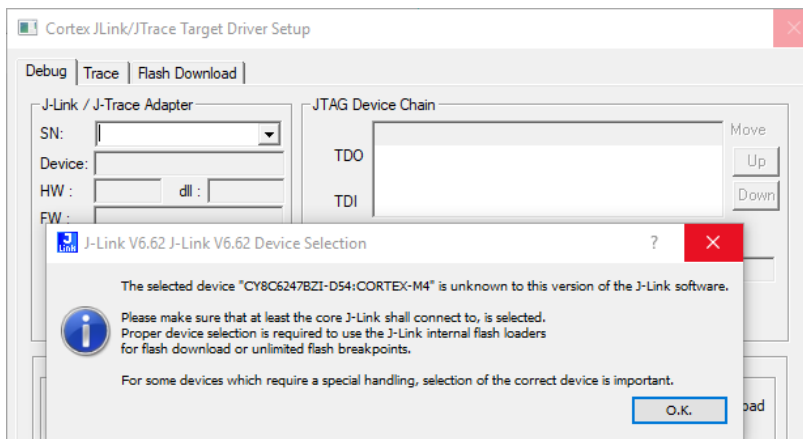 Cortex JLink/JTrace Target Driver Setup
Debug Trace Flash Download
J-Link / J-Trace Adapter
SN:
Device:
HW : dll :
FW :
JTAG Device Chain
TDO
TDI
Move
Up
Down
J-Link V6.62 J-Link V6.62 Device Selection
The selected device "CY8C6247BZI-D54:CORTEX-M4" is unknown to this version of the J-Link software.
Please make sure that at least the core J-Link shall connect to, is selected.
Proper device selection is required to use the J-Link internal flash loaders
for flash download or unlimited flash breakpoints.
For some devices which require a special handling, selection of the correct device is important.
O.K.